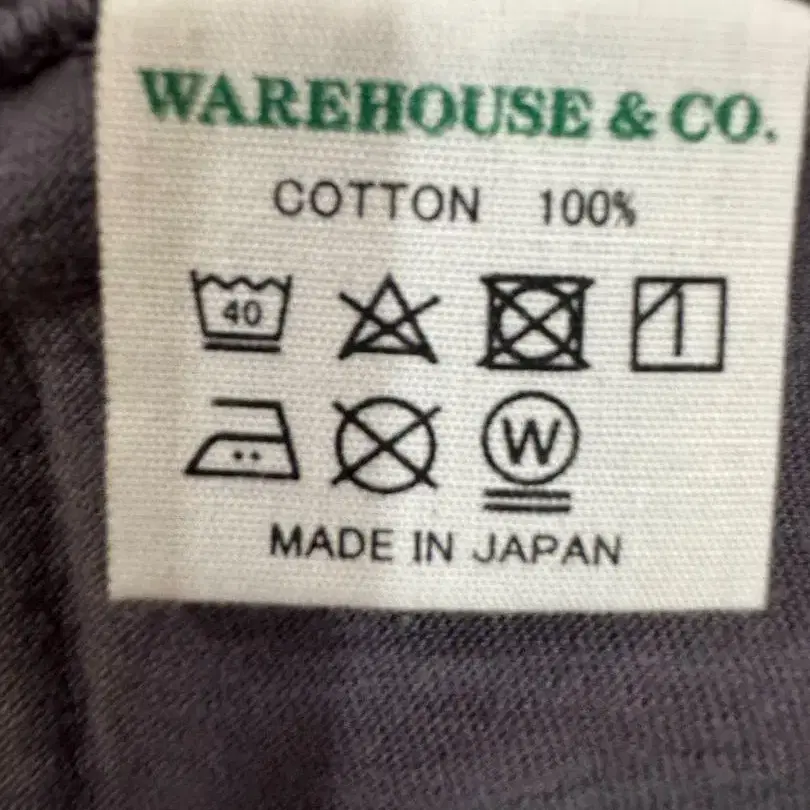 WAREHOUSE & CO.
COTTON 100%
40
W
MADE IN JAPAN